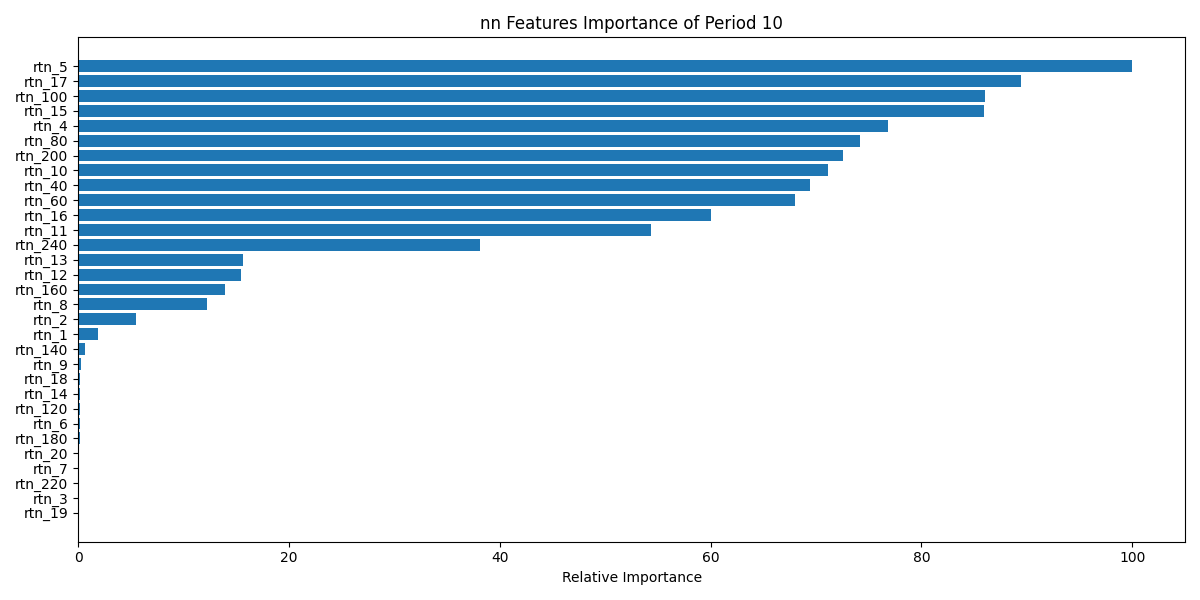 nn Features Importance of Period 10
rtn_5
rtn_17
rtn_100
rtn_15
rtn_4
rtn_80
rtn_200
rtn_10
rtn_40
rtn_60
rtn_16
rtn_11
rtn_240
rtn_13
rtn_12
rtn_160
rtn_8
rtn_2
rtn_1
rtn_140
rtn_9
rtn_18
rtn_14
rtn_120
rtn_6
rtn_180
rtn_20
rtn_7
rtn_220
rtn_3
rtn_19
0 20 40 60 80 100
Relative Importance